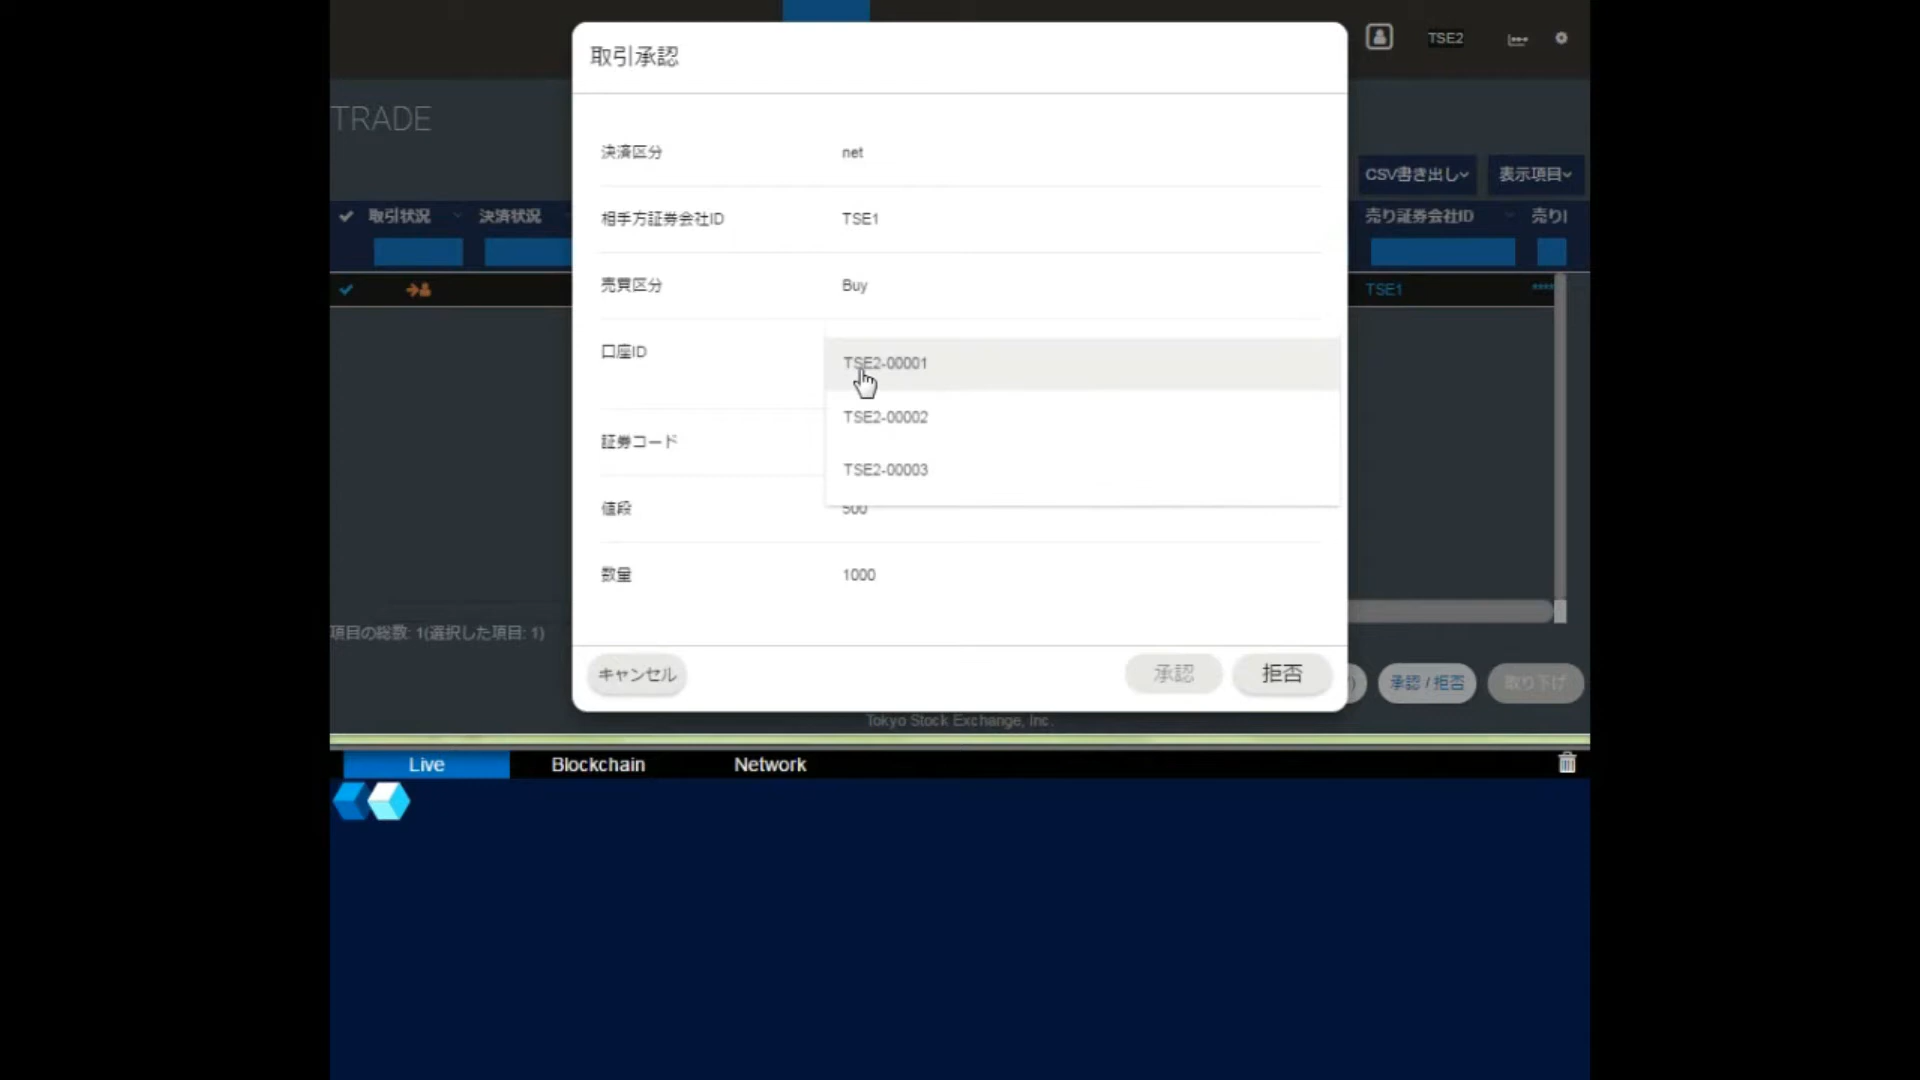 取引承認
TSE2
TRADE
決済区分 net
CSV書き出し 表示項目
取引状況 決済状況
相手方証券会社ID TSE1
売り証券会社ID 売り
売買区分 Buy
TSE1 ****
口座ID
TSE2-00001
TSE2-00002
証券コード
TSE2-00003
値段 500
数量 1000
項目の総数: 1(選択した項目: 1)
キャンセル 承認 拒否
承認 / 拒否 取り下げ
Tokyo Stock Exchange, Inc.
Live Blockchain Network